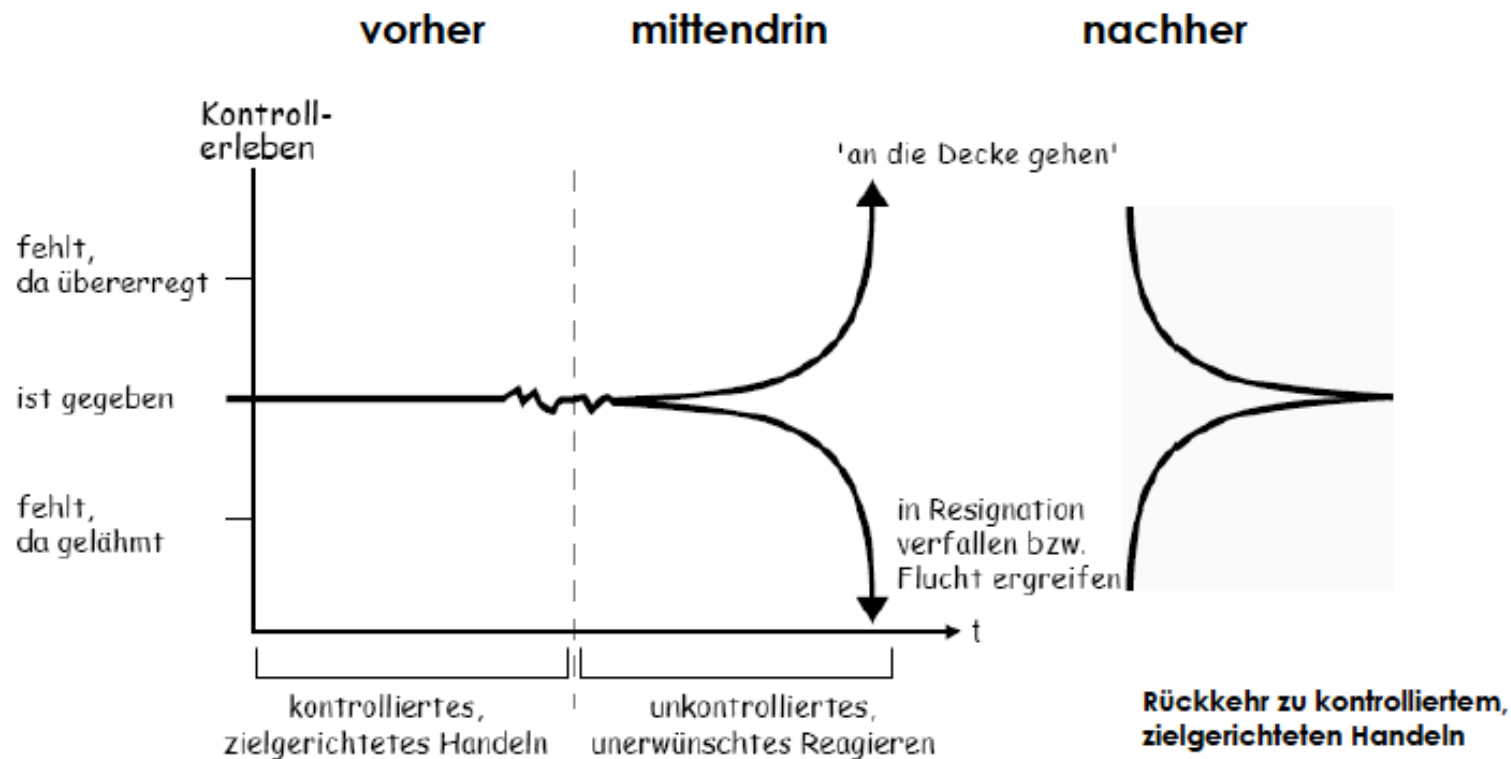 vorher mittendrin nachher
Kontroll-
erleben
'an die Decke gehen'
fehlt,
da übererregt
ist gegeben
fehlt,
da gelähmt
in Resignation
verfallen bzw.
Flucht ergreifen
t
kontrolliertes,
zielgerichtetes Handeln
unkontrolliertes,
unerwünschtes Reagieren
Rückkehr zu kontrolliertem,
zielgerichteten Handeln